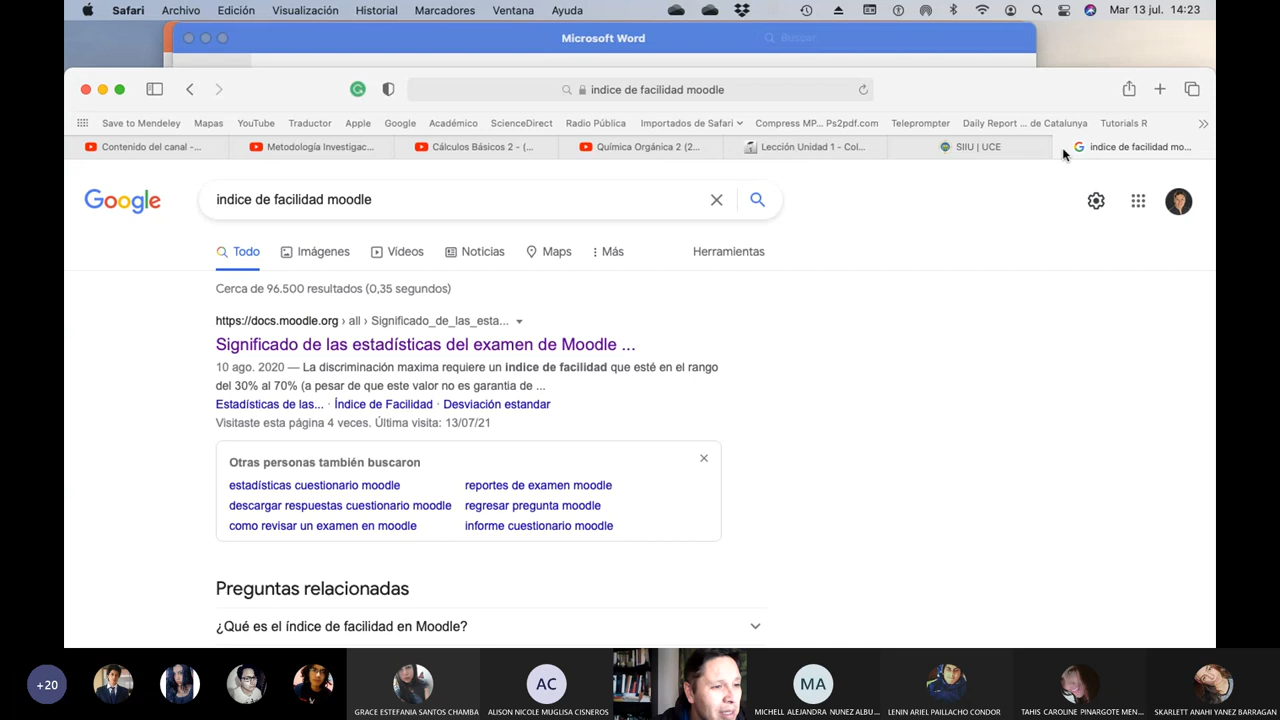 Safari Archivo Edición Visualización Historial Marcadores Ventana Ayuda Mar 13 jul. 14:23
Microsoft Word Buscar
indice de facilidad moodle
Save to Mendeley Mapas YouTube Traductor Apple Google Académico ScienceDirect Radio Pública Importados de Safari Compress MP... Ps2pdf.com Teleprompter Daily Report ... de Catalunya Tutorials R
Contenido del canal -... Metodología Investigac... Cálculos Básicos 2 - (... Química Orgánica 2 (2... Lección Unidad 1 - Col... SIIU | UCE indice de facilidad mo...
Google indice de facilidad moodle
Todo Imágenes Videos Noticias Maps Más Herramientas
Cerca de 96.500 resultados (0,35 segundos)
https://docs.moodle.org › all › Significado_de_las_esta...
Significado de las estadísticas del examen de Moodle ...
10 ago. 2020 — La discriminación maxima requiere un indice de facilidad que esté en el rango
del 30% al 70% (a pesar de que este valor no es garantia de ...
Estadísticas de las... · Índice de Facilidad · Desviación estandar
Visitaste esta página 4 veces. Última visita: 13/07/21
Otras personas también buscaron
estadísticas cuestionario moodle reportes de examen moodle
descargar respuestas cuestionario moodle regresar pregunta moodle
como revisar un examen en moodle informe cuestionario moodle
Preguntas relacionadas
¿Qué es el índice de facilidad en Moodle?
+20 AC MA
GRACE ESTEFANIA SANTOS CHAMBA ALISON NICOLE MUGLISA CISNEROS MICHELL ALEJANDRA NUNEZ ALBU... LENIN ARIEL PAILLACHO CONDOR TAHIS CAROLINE PINARGOTE MEN... SKARLETT ANAHI YANEZ BARRAGAN